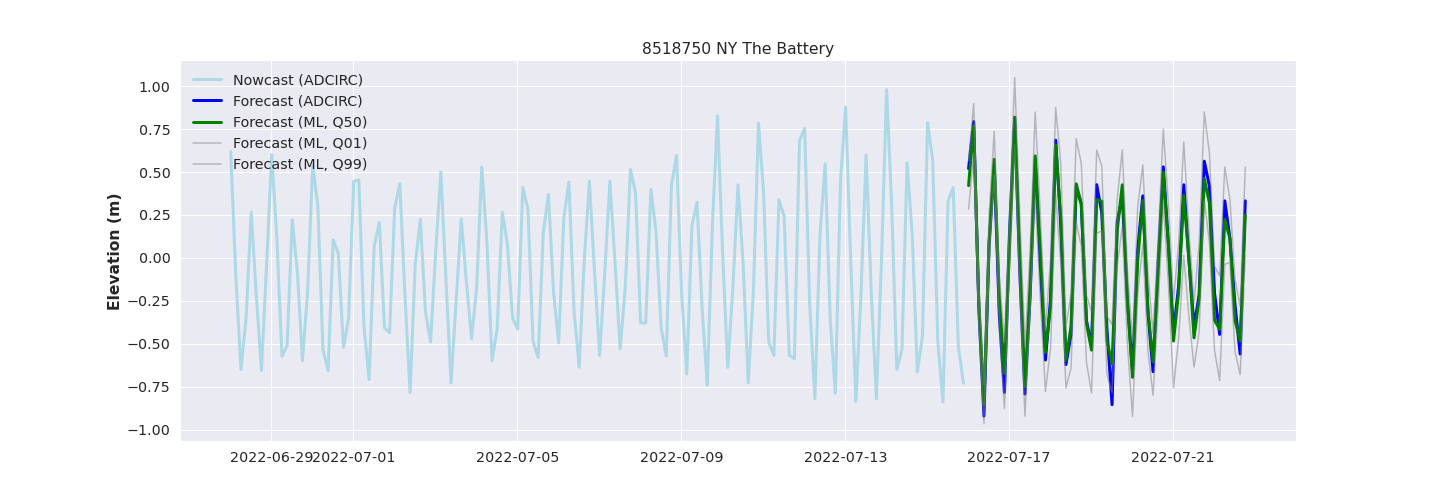 8518750 NY The Battery
Nowcast (ADCIRC)
Forecast (ADCIRC)
Forecast (ML, Q50)
Forecast (ML, Q01)
Forecast (ML, Q99)
Elevation (m)
1.00
0.75
0.50
0.25
0.00
−0.25
−0.50
−0.75
−1.00
2022-06-29 2022-07-01 2022-07-05 2022-07-09 2022-07-13 2022-07-17 2022-07-21